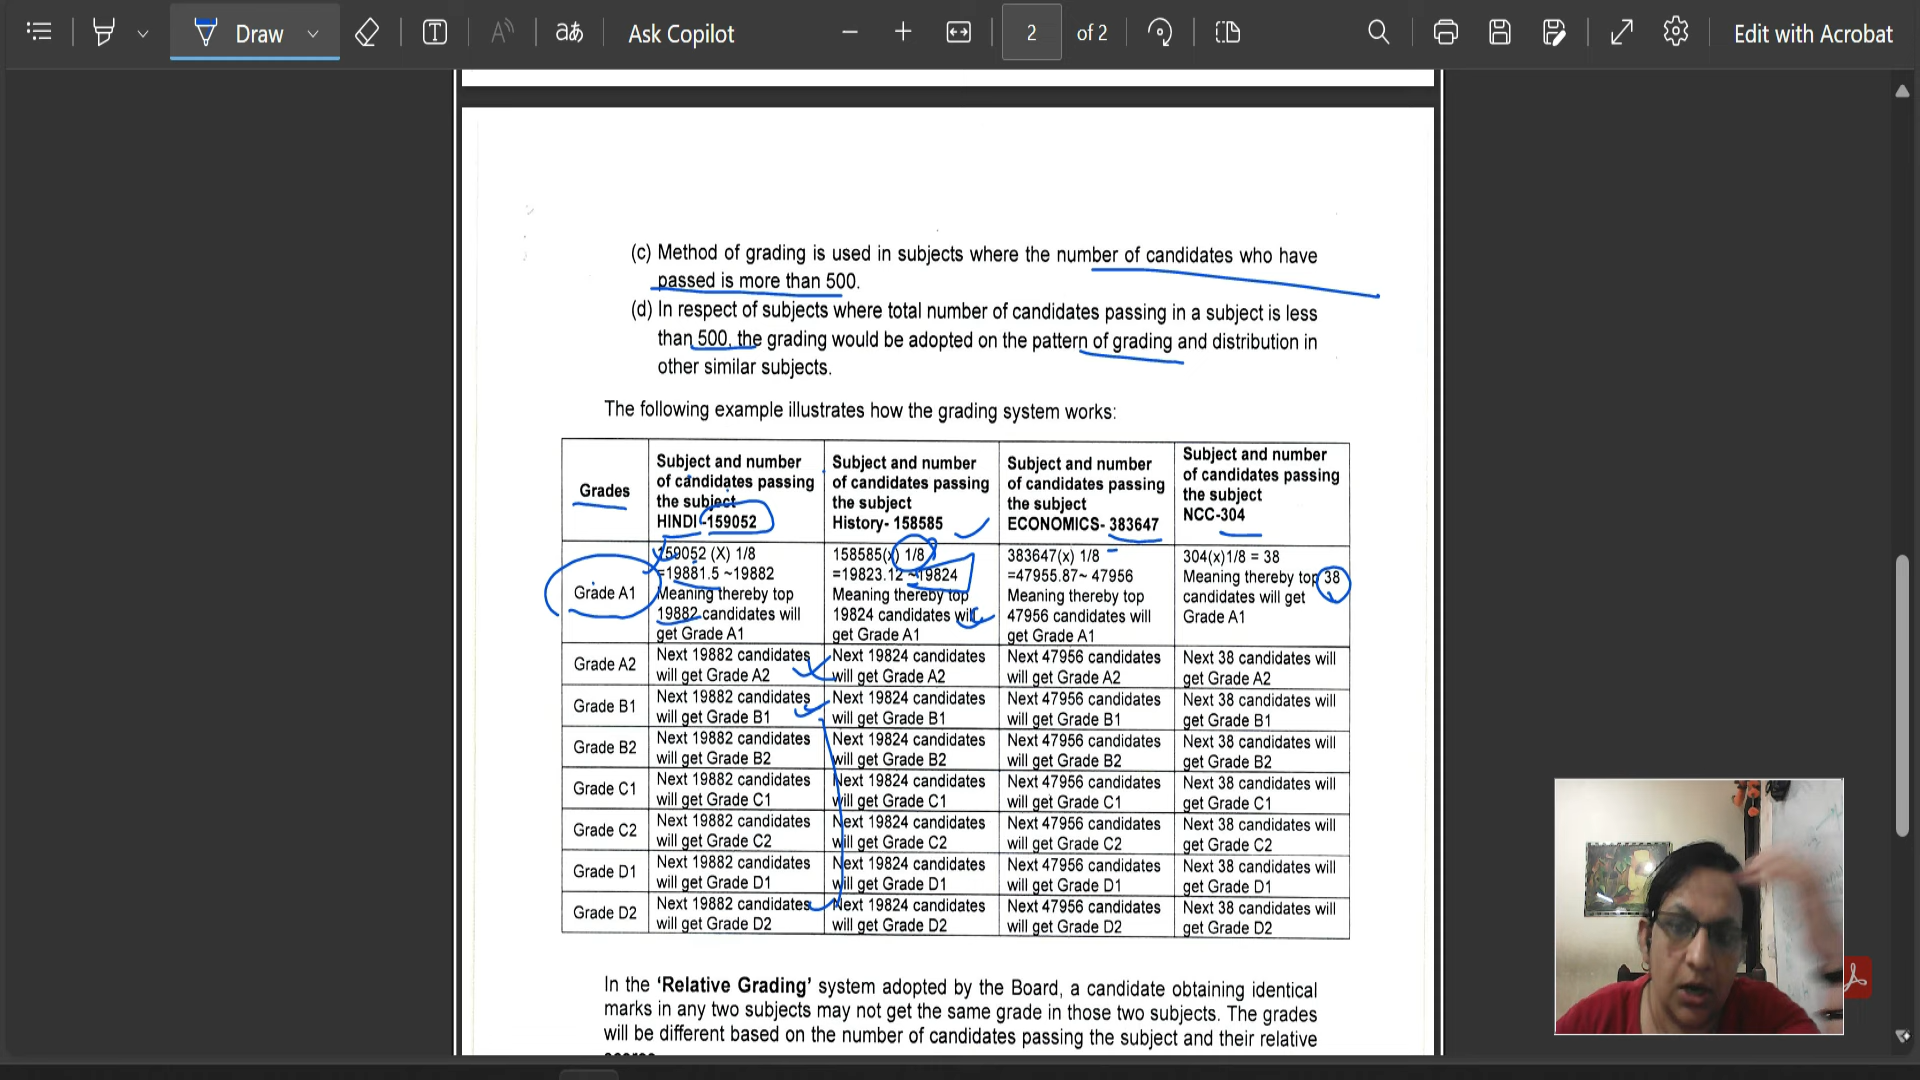 Draw
Ask Copilot
2
of 2
Edit with Acrobat
(c) Method of grading is used in subjects where the number of candidates who have
passed is more than 500.
(d) In respect of subjects where total number of candidates passing in a subject is less
than 500, the grading would be adopted on the pattern of grading and distribution in
other similar subjects.
The following example illustrates how the grading system works:
Grades
Subject and number
of candidates passing
the subject
HINDI -159052
Subject and number
of candidates passing
the subject
History- 158585
Subject and number
of candidates passing
the subject
ECONOMICS- 383647
Subject and number
of candidates passing
the subject
NCC-304
Grade A1
159052 (X) 1/8
=19881.5 ~19882
Meaning thereby top
19882 candidates will
get Grade A1
158585(x) 1/8
=19823.12 ~19824
Meaning thereby top
19824 candidates will
get Grade A1
383647(x) 1/8
=47955.87~ 47956
Meaning thereby top
47956 candidates will
get Grade A1
304(x)1/8 = 38
Meaning thereby top 38
candidates will get
Grade A1
Grade A2
Next 19882 candidates
will get Grade A2
Next 19824 candidates
will get Grade A2
Next 47956 candidates
will get Grade A2
Next 38 candidates will
get Grade A2
Grade B1
Next 19882 candidates
will get Grade B1
Next 19824 candidates
will get Grade B1
Next 47956 candidates
will get Grade B1
Next 38 candidates will
get Grade B1
Grade B2
Next 19882 candidates
will get Grade B2
Next 19824 candidates
will get Grade B2
Next 47956 candidates
will get Grade B2
Next 38 candidates will
get Grade B2
Grade C1
Next 19882 candidates
will get Grade C1
Next 19824 candidates
will get Grade C1
Next 47956 candidates
will get Grade C1
Next 38 candidates will
get Grade C1
Grade C2
Next 19882 candidates
will get Grade C2
Next 19824 candidates
will get Grade C2
Next 47956 candidates
will get Grade C2
Next 38 candidates will
get Grade C2
Grade D1
Next 19882 candidates
will get Grade D1
Next 19824 candidates
will get Grade D1
Next 47956 candidates
will get Grade D1
Next 38 candidates will
get Grade D1
Grade D2
Next 19882 candidates
will get Grade D2
Next 19824 candidates
will get Grade D2
Next 47956 candidates
will get Grade D2
Next 38 candidates will
get Grade D2
In the ‘Relative Grading’ system adopted by the Board, a candidate obtaining identical
marks in any two subjects may not get the same grade in those two subjects. The grades
will be different based on the number of candidates passing the subject and their relative